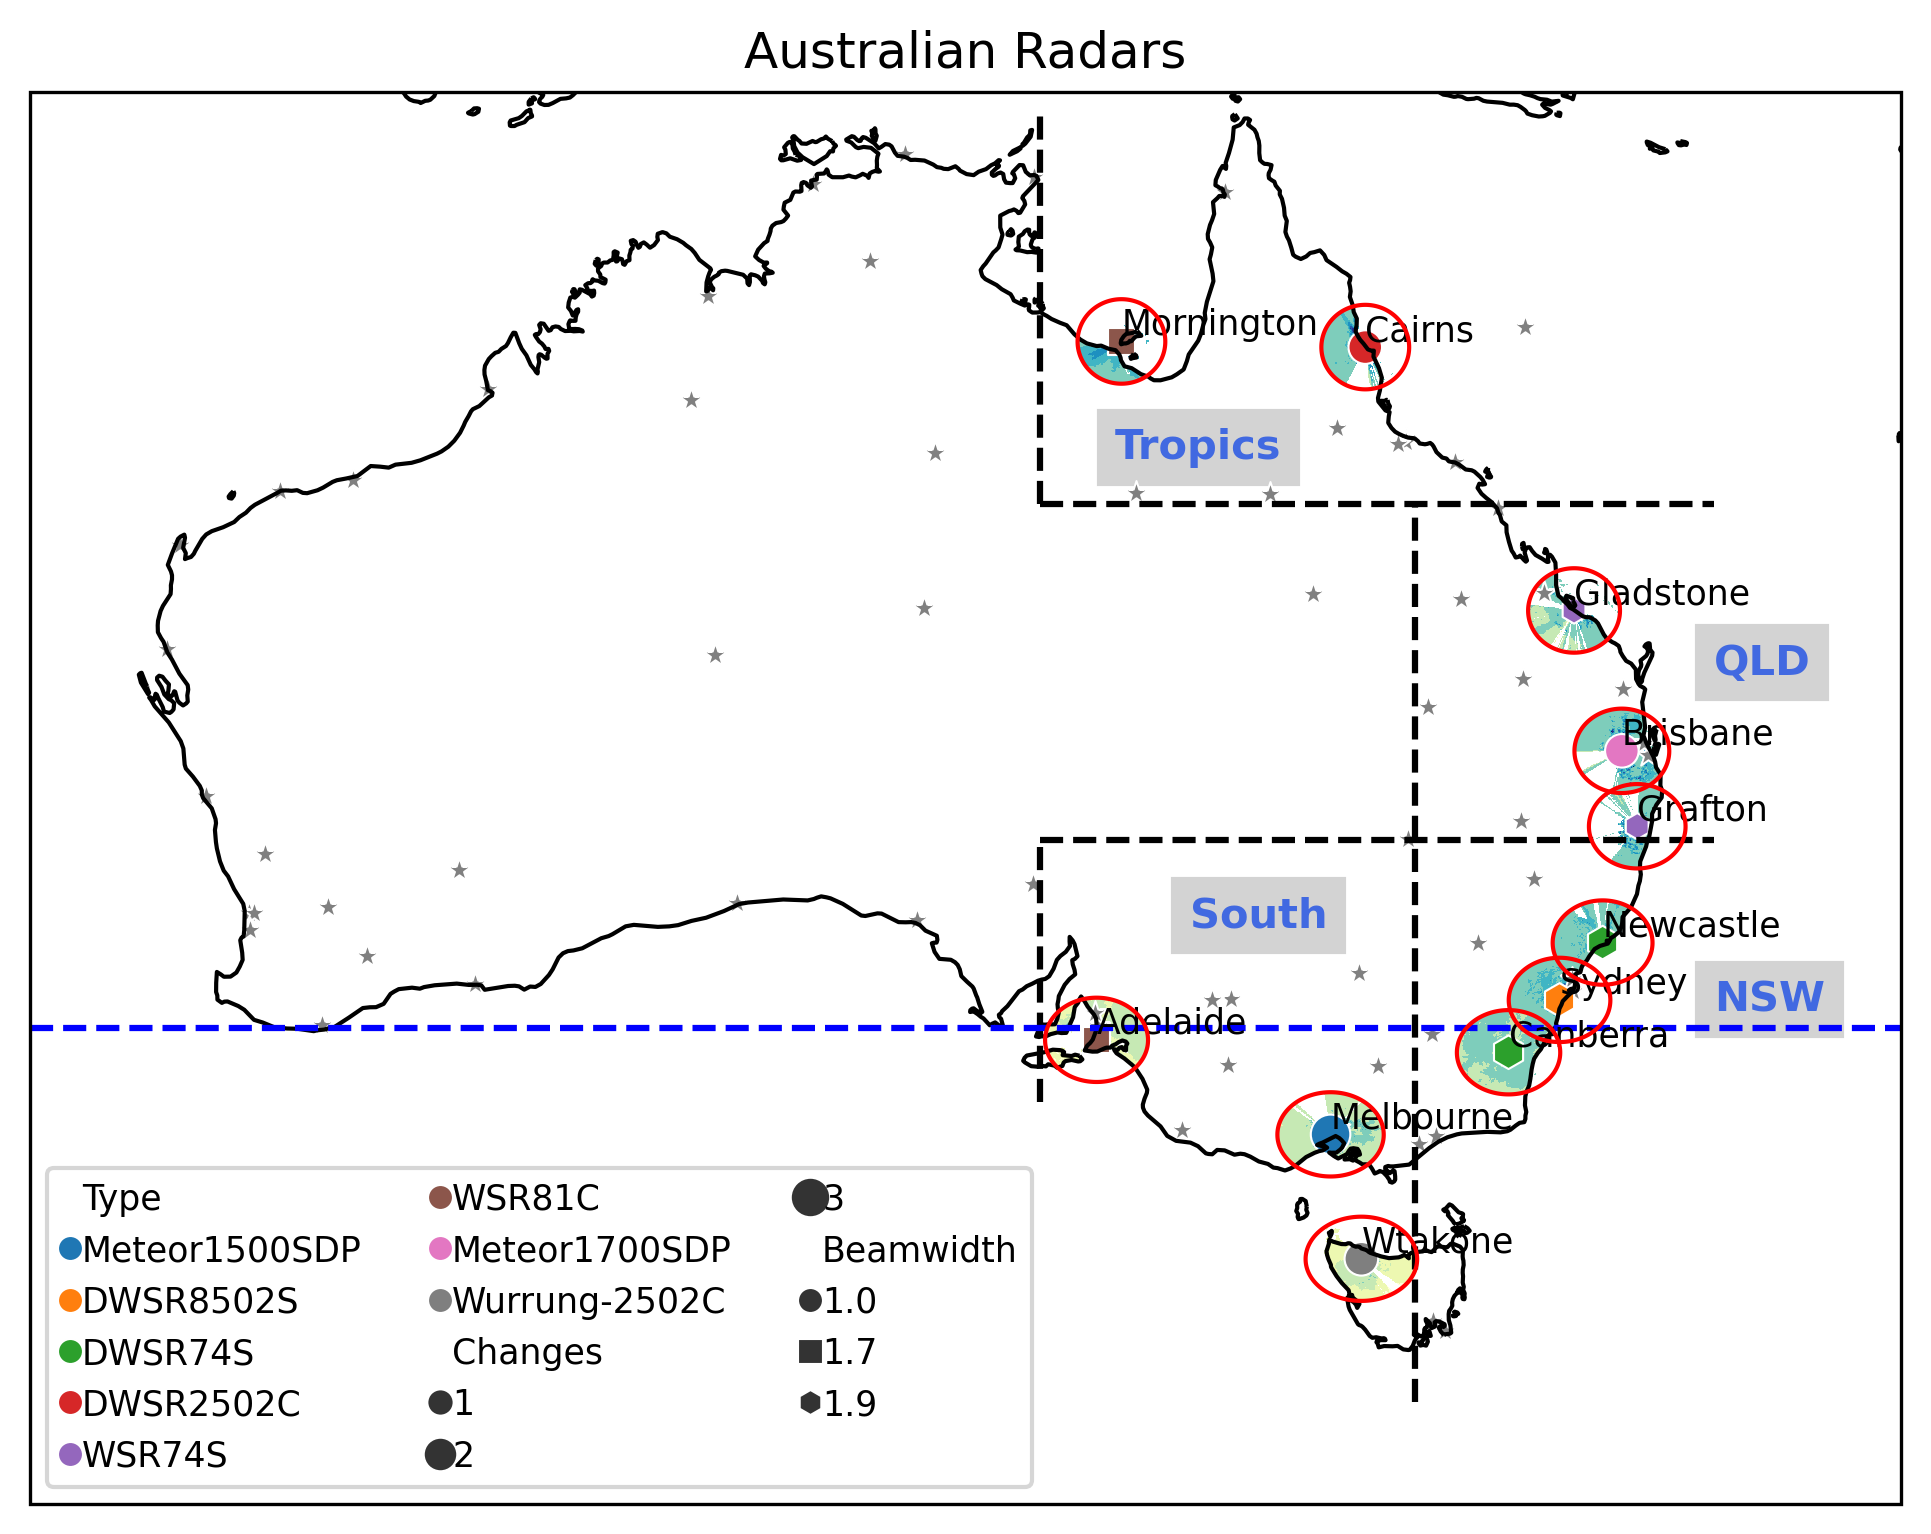 Australian Radars
Mornington
Cairns
Tropics
Gladstone
QLD
Brisbane
Grafton
South
Newcastle
Sydney
NSW
Adelaide
Canberra
Melbourne
Wtakone
Type
Meteor1500SDP
DWSR8502S
DWSR74S
DWSR2502C
WSR74S
WSR81C
Meteor1700SDP
Wurrung-2502C
Changes
1
2
3
Beamwidth
1.0
1.7
1.9